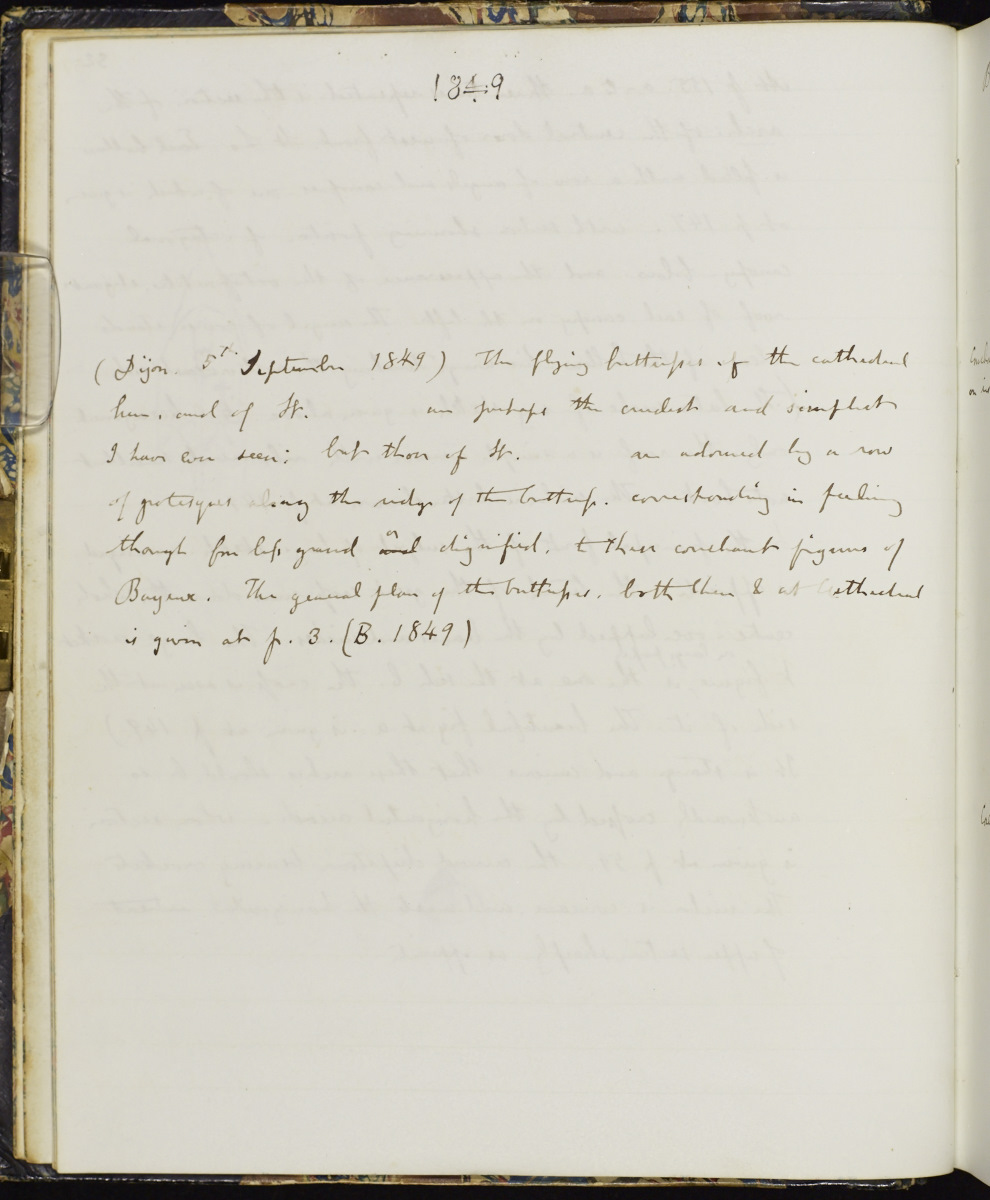 1849
(Dijon. 5th September 1849) The flying buttresses of the cathedral
here, and of St. are perhaps the crudest and simplest
I have ever seen: but those of St. are adorned by a row
of grotesques along the ridge of the buttress. corresponding in feeling
though far less grand and dignified. to those couchant figures of
Bayeux. The general plan of the buttresses. both here & at Cathedral
is given at p. 3. (B. 1849)